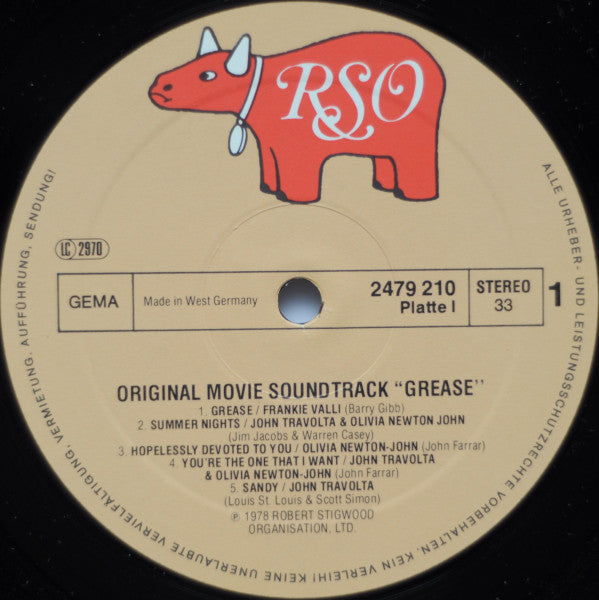 RSO
LC 2970
GEMA
Made in West Germany
2479 210
Platte I
STEREO
33
1
ORIGINAL MOVIE SOUNDTRACK “GREASE”
1. GREASE / FRANKIE VALLI (Barry Gibb)
2. SUMMER NIGHTS / JOHN TRAVOLTA & OLIVIA NEWTON JOHN
(Jim Jacobs & Warren Casey)
3. HOPELESSLY DEVOTED TO YOU / OLIVIA NEWTON-JOHN (John Farrar)
4. YOU'RE THE ONE THAT I WANT / JOHN TRAVOLTA
& OLIVIA NEWTON-JOHN (John Farrar)
5. SANDY / JOHN TRAVOLTA
(Louis St. Louis & Scott Simon)
℗ 1978 ROBERT STIGWOOD
ORGANISATION, LTD.
ALLE URHEBER- UND LEISTUNGSSCHUTZRECHTE VORBEHALTEN. KEIN VERLEIH! KEINE UNERLAUBTE VERVIELFÄLTIGUNG, VERMIETUNG, AUFFÜHRUNG, SENDUNG!